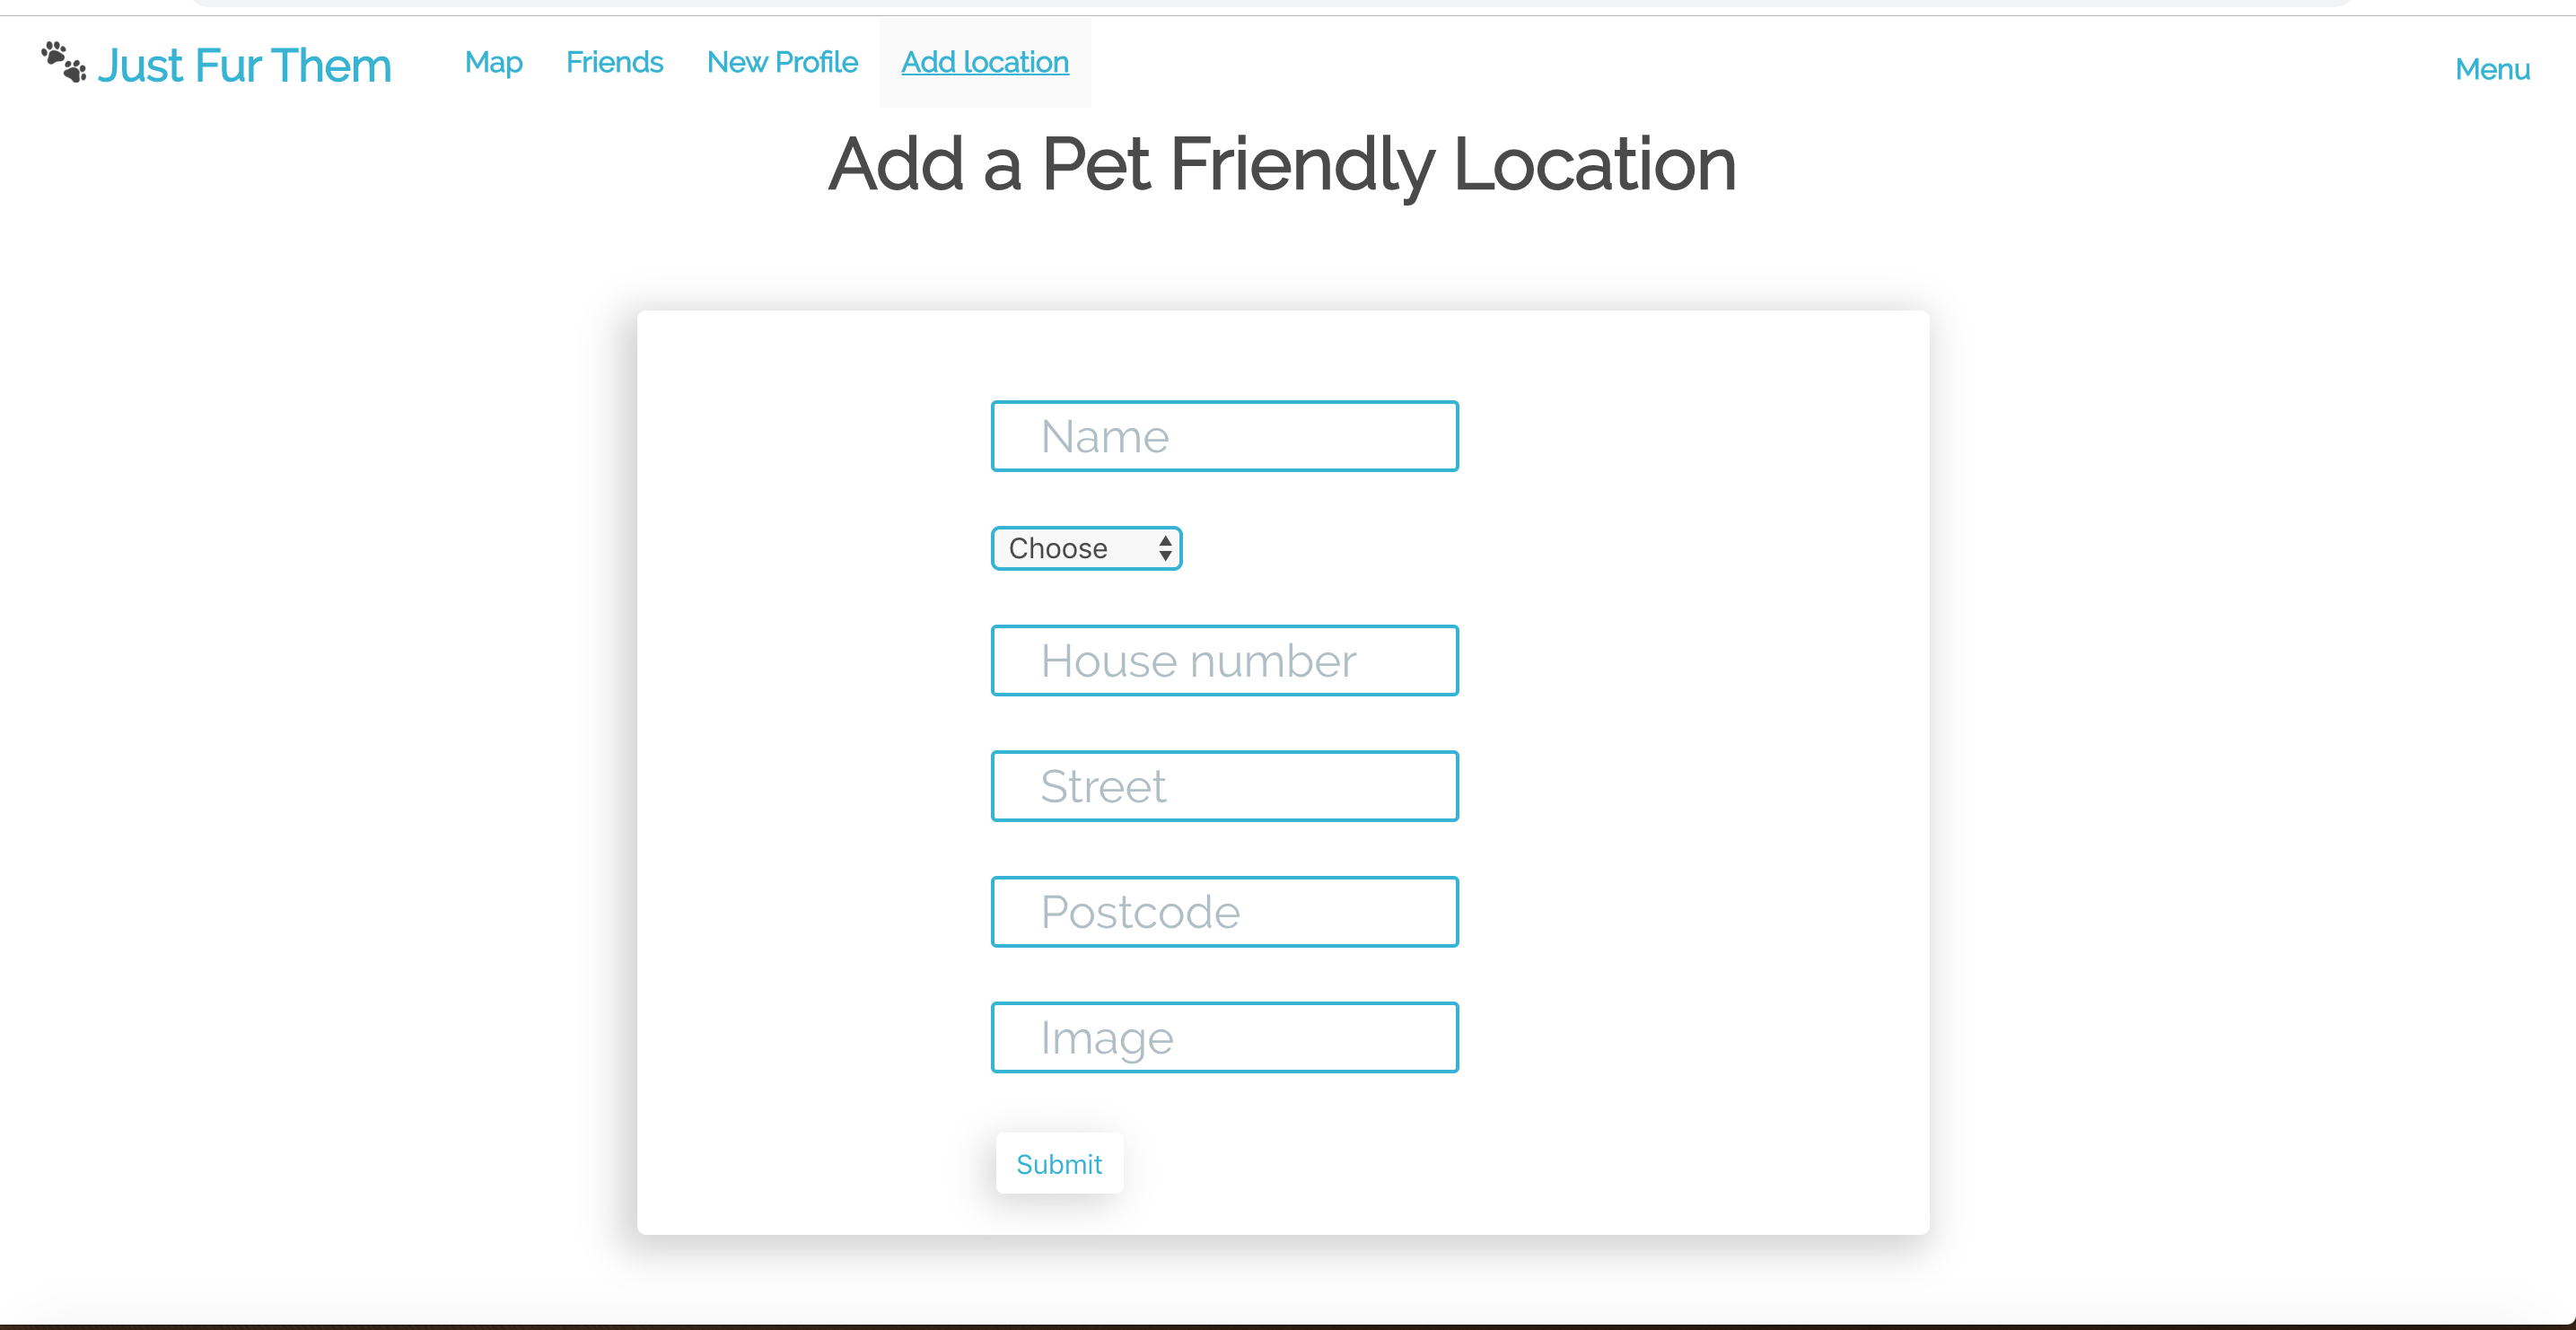 Just Fur Them Map Friends New Profile Add location Menu
Add a Pet Friendly Location
Name
Choose
House number
Street
Postcode
Image
Submit